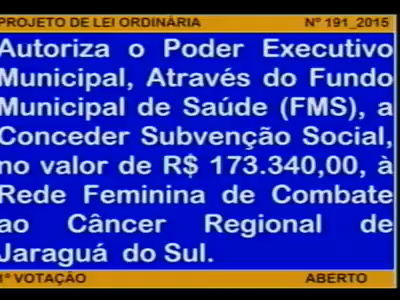 PROJETO DE LEI ORDINÁRIA Nº 191_2015
Autoriza o Poder Executivo
Municipal, Através do Fundo
Municipal de Saúde (FMS), a
Conceder Subvenção Social,
no valor de R$ 173.340,00, à
Rede Feminina de Combate
ao Câncer Regional de
Jaraguá do Sul.
1ª VOTAÇÃO ABERTO